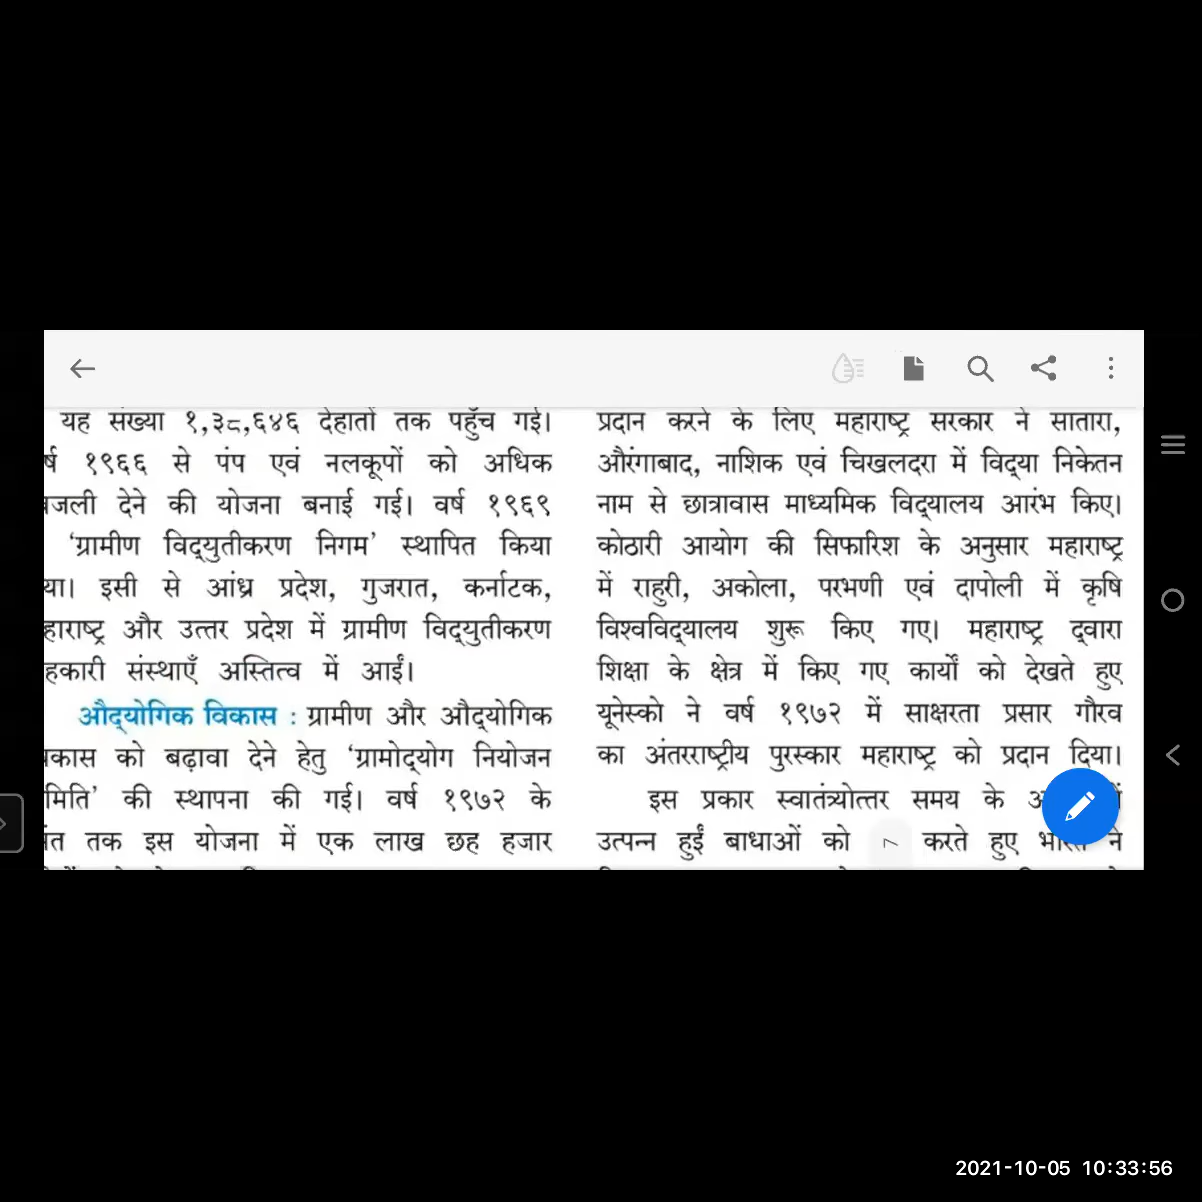 यह संख्या १,३८,६४६ देहातों तक पहुँच गई।
१९६६ से पंप एवं नलकूपों को अधिक
देने की योजना बनाई गई। वर्ष १९६९
‘ग्रामीण विद्युतीकरण निगम’ स्थापित किया
इसी से आंध्र प्रदेश, गुजरात, कर्नाटक,
और उत्तर प्रदेश में ग्रामीण विद्युतीकरण
संस्थाएँ अस्तित्व में आईं।
औद्योगिक विकास : ग्रामीण और औद्योगिक
को बढ़ावा देने हेतु ‘ग्रामोद्योग नियोजन
की स्थापना की गई। वर्ष १९७२ के
तक इस योजना में एक लाख छह हजार
प्रदान करने के लिए महाराष्ट्र सरकार ने सातारा,
औरंगाबाद, नाशिक एवं चिखलदरा में विद्या निकेतन
नाम से छात्रावास माध्यमिक विद्यालय आरंभ किए।
कोठारी आयोग की सिफारिश के अनुसार महाराष्ट्र
में राहुरी, अकोला, परभणी एवं दापोली में कृषि
विश्वविद्यालय शुरू किए गए। महाराष्ट्र द्वारा
शिक्षा के क्षेत्र में किए गए कार्यों को देखते हुए
यूनेस्को ने वर्ष १९७२ में साक्षरता प्रसार गौरव
का अंतरराष्ट्रीय पुरस्कार महाराष्ट्र को प्रदान दिया।
इस प्रकार स्वातंत्र्योत्तर समय के
उत्पन्न हुईं बाधाओं को करते हुए भारत ने
2021-10-05 10:33:56